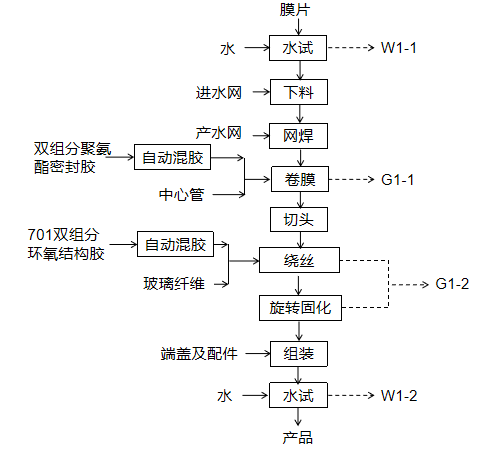 膜片
水
水试
W1-1
进水网
下料
产水网
网焊
双组分聚氨
酯密封胶
自动混胶
中心管
卷膜
G1-1
切头
701双组分
环氧结构胶
自动混胶
玻璃纤维
绕丝
G1-2
旋转固化
端盖及配件
组装
水
水试
W1-2
产品